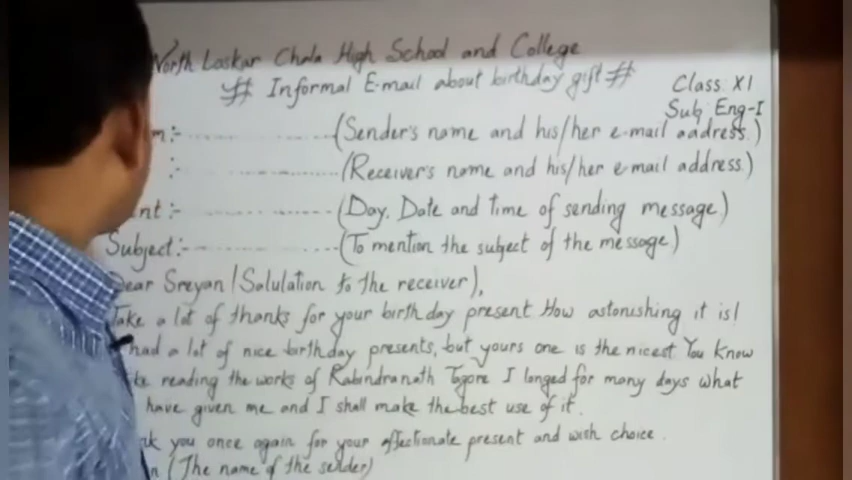 North Laskar Chala High School and College
# Informal E-mail about birthday gift #
Class XI
Sub Eng-I
m:- .............. (Sender's name and his/her e-mail address.)
:- .............. (Receiver's name and his/her e-mail address)
nt :- .............. (Day, Date and time of sending message)
Subject:- .............. (To mention the subject of the message)
Dear Sreyan (Salulation to the receiver),
Take a lot of thanks for your birthday present How astonishing it is!
had a lot of nice birthday presents, but yours one is the nicest You Know
ke reading the works of Rabindranath Tagore I longed for many days what
have given me and I shall make the best use of it.
k you once again for your affectionate present and with choice.
n (The name of the sender)